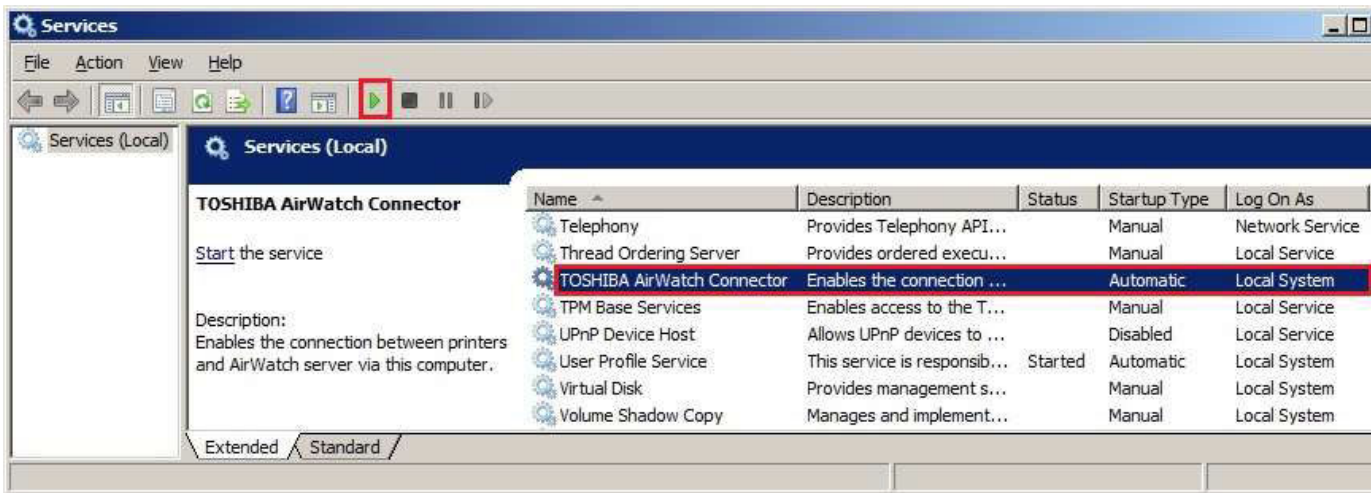 Services
File Action View Help
Services (Local)
Services (Local)
TOSHIBA AirWatch Connector
Start the service
Description:
Enables the connection between printers
and AirWatch server via this computer.
Name Description Status Startup Type Log On As
Telephony Provides Telephony API... Manual Network Service
Thread Ordering Server Provides ordered execu... Manual Local Service
TOSHIBA AirWatch Connector Enables the connection ... Automatic Local System
TPM Base Services Enables access to the T... Manual Local Service
UPnP Device Host Allows UPnP devices to ... Disabled Local Service
User Profile Service This service is responsib... Started Automatic Local System
Virtual Disk Provides management s... Manual Local System
Volume Shadow Copy Manages and implement... Manual Local System
Extended Standard